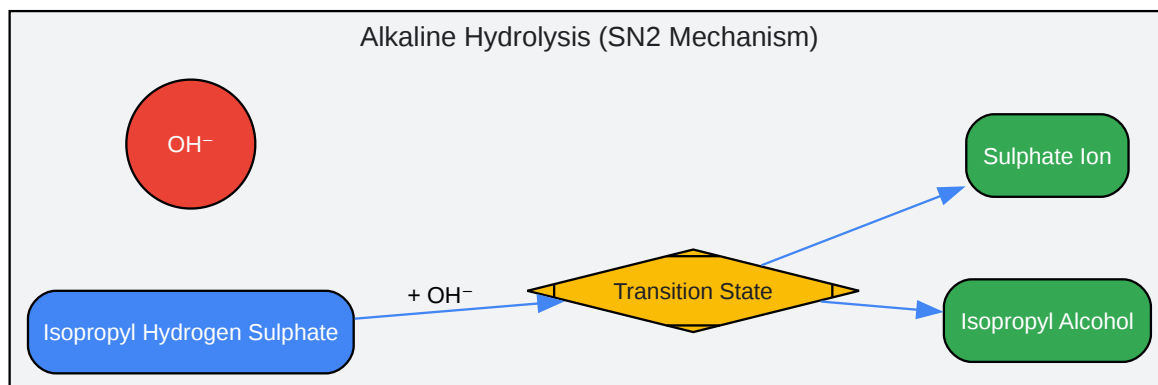 Alkaline Hydrolysis (SN2 Mechanism)
OH⁻
Sulphate Ion
+ OH⁻
Transition State
Isopropyl Hydrogen Sulphate
Isopropyl Alcohol